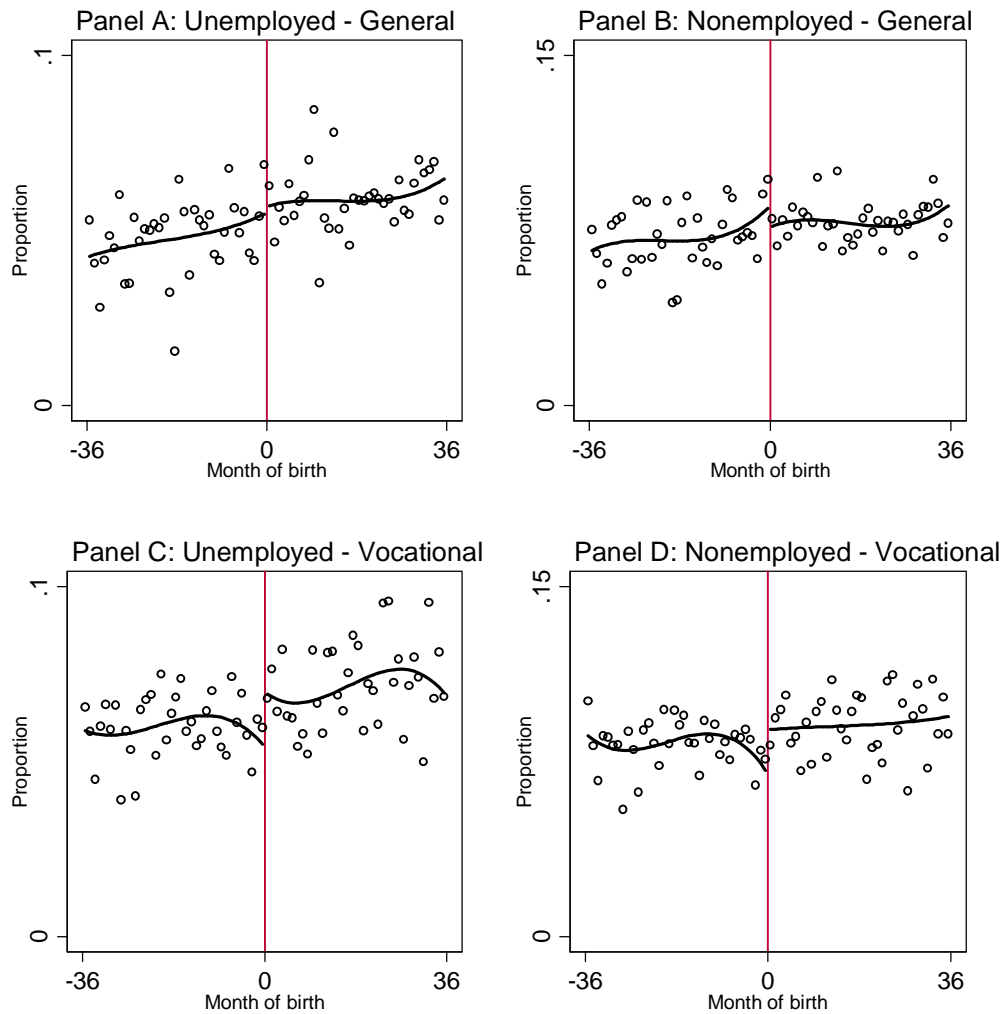 Panel A: Unemployed - General
.1
Proportion
0
-36
0
36
Month of birth
Panel B: Nonemployed - General
.15
Proportion
0
-36
0
36
Month of birth
Panel C: Unemployed - Vocational
.1
Proportion
0
-36
0
36
Month of birth
Panel D: Nonemployed - Vocational
.15
Proportion
0
-36
0
36
Month of birth